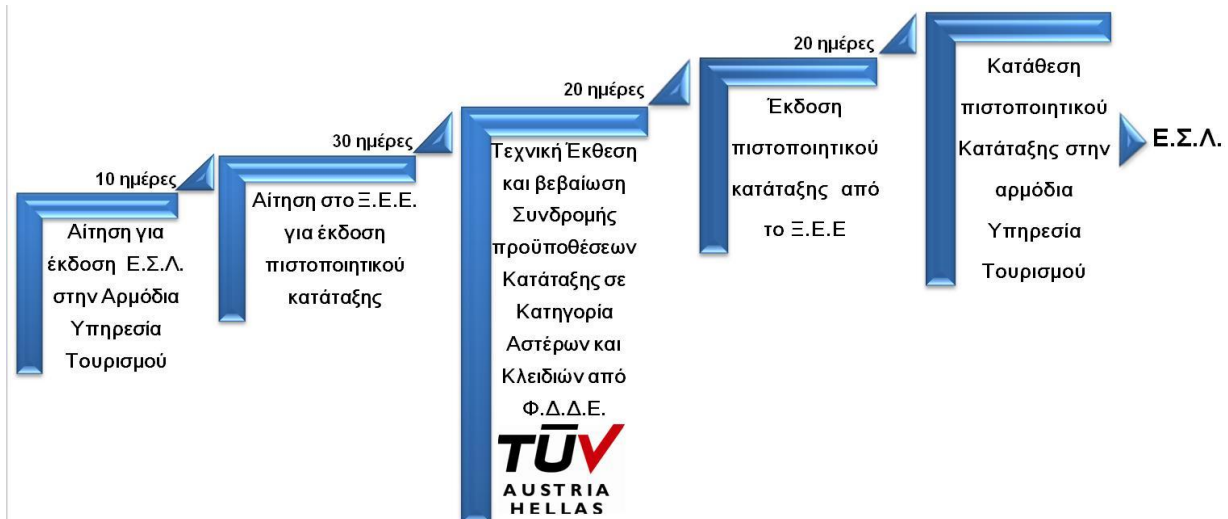 10 ημέρες
Αίτηση για
έκδοση Ε.Σ.Λ.
στην Αρμόδια
Υπηρεσία
Τουρισμού
30 ημέρες
Αίτηση στο Ξ.Ε.Ε.
για έκδοση
πιστοποιητικού
κατάταξης
20 ημέρες
Τεχνική Έκθεση
και βεβαίωση
Συνδρομής
προϋποθέσεων
Κατάταξης σε
Κατηγορία
Αστέρων και
Κλειδιών από
Φ.Δ.Δ.Ε.
TÜV
AUSTRIA
HELLAS
20 ημέρες
Έκδοση
πιστοποιητικού
κατάταξης από
το Ξ.Ε.Ε
Κατάθεση
πιστοποιητικού
Κατάταξης στην
αρμόδια
Υπηρεσία
Τουρισμού
Ε.Σ.Λ.